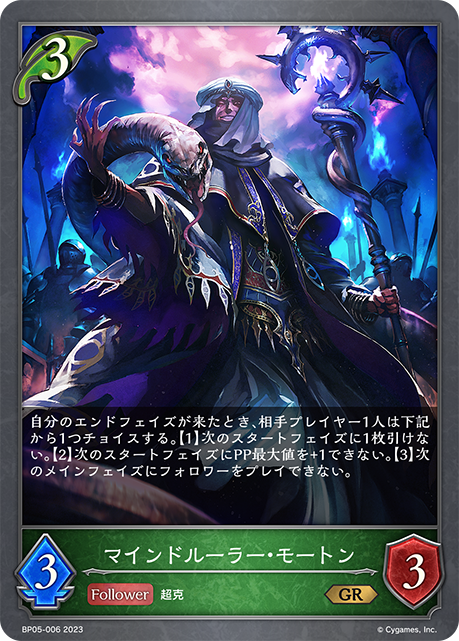 3
自分のエンドフェイズが来たとき、相手プレイヤー1人は下記
から1つチョイスする。【1】次のスタートフェイズに1枚引けな
い。【2】次のスタートフェイズにPP最大値を+1できない。【3】次
のメインフェイズにフォロワーをプレイできない。
マインドルーラー・モートン
3
Follower 超克
GR
3
BP05-006 2023
© Cygames, Inc.